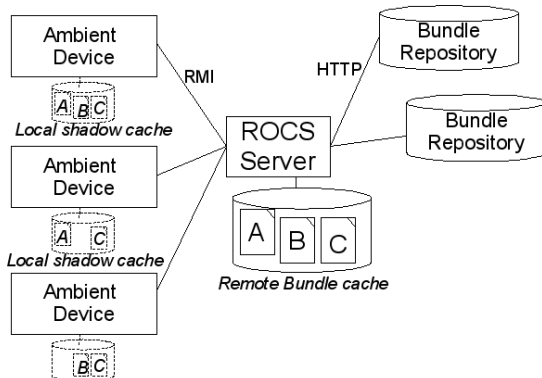 Ambient
Device
A B C
Local shadow cache
Ambient
Device
A C
Local shadow cache
Ambient
Device
B C
RMI
ROCS
Server
A B C
Remote Bundle cache
HTTP
Bundle
Repository
Bundle
Repository